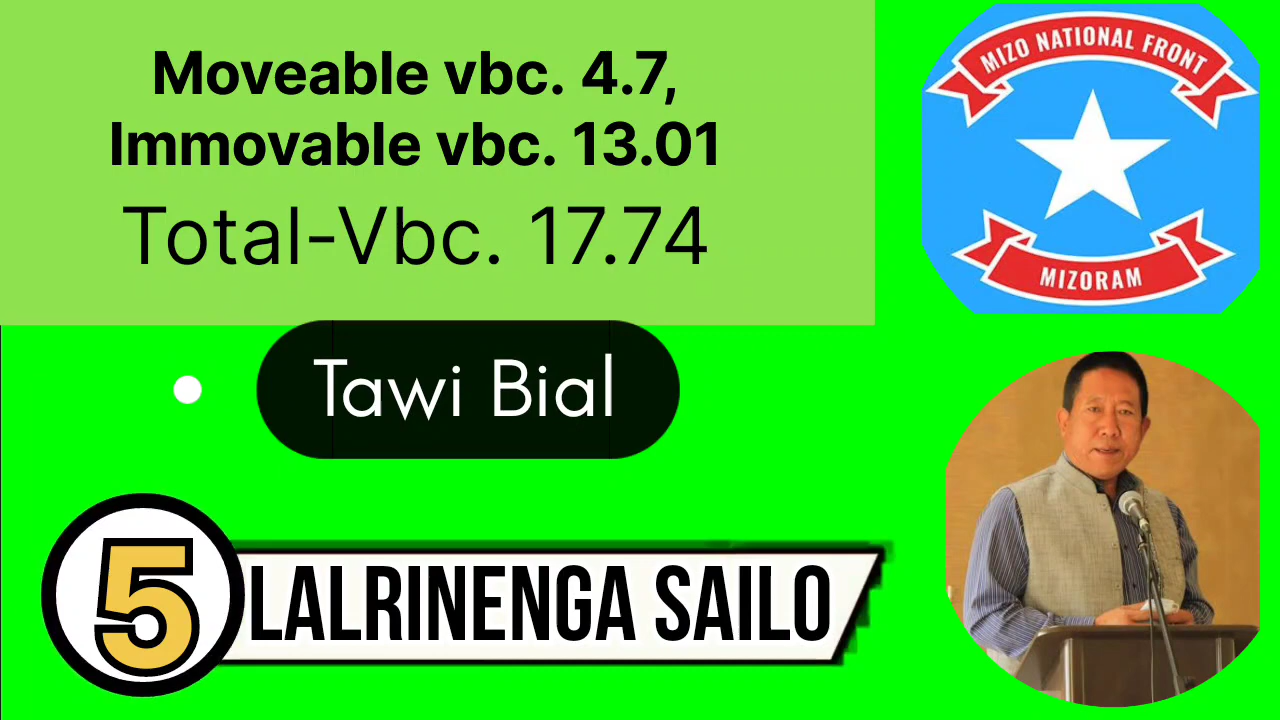 Moveable vbc. 4.7,
Immovable vbc. 13.01
Total-Vbc. 17.74
MIZO NATIONAL FRONT
MIZORAM
Tawi Bial
5
LALRINENGA SAILO